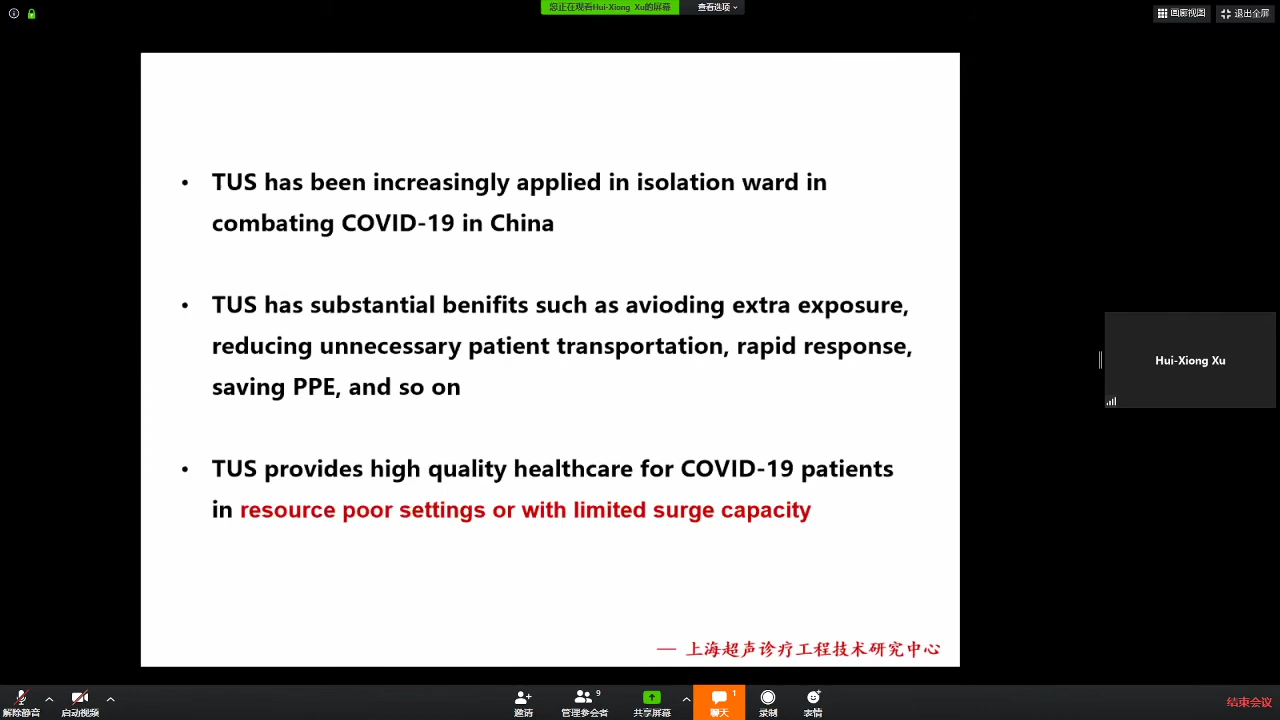 您正在观看Hui-Xiong Xu的屏幕
查看选项
画廊视图
退出全屏
• TUS has been increasingly applied in isolation ward in
combating COVID-19 in China
• TUS has substantial benifits such as avioding extra exposure,
reducing unnecessary patient transportation, rapid response,
saving PPE, and so on
Hui-Xiong Xu
• TUS provides high quality healthcare for COVID-19 patients
in resource poor settings or with limited surge capacity
— 上海超声诊疗工程技术研究中心
解除静音
启动视频
邀请
9
管理参会者
共享屏幕
1
聊天
录制
表情
结束会议